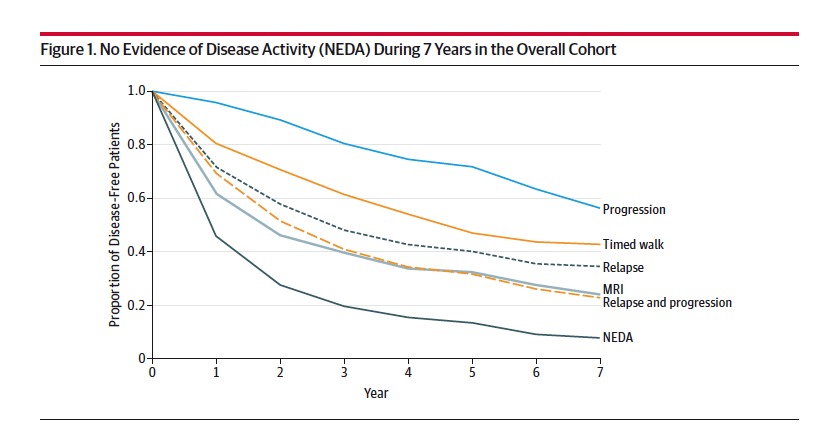 Figure 1. No Evidence of Disease Activity (NEDA) During 7 Years in the Overall Cohort
Proportion of Disease-Free Patients
1.0
0.8
0.6
0.4
0.2
0
Progression
Timed walk
Relapse
MRI
Relapse and progression
NEDA
0 1 2 3 4 5 6 7
Year